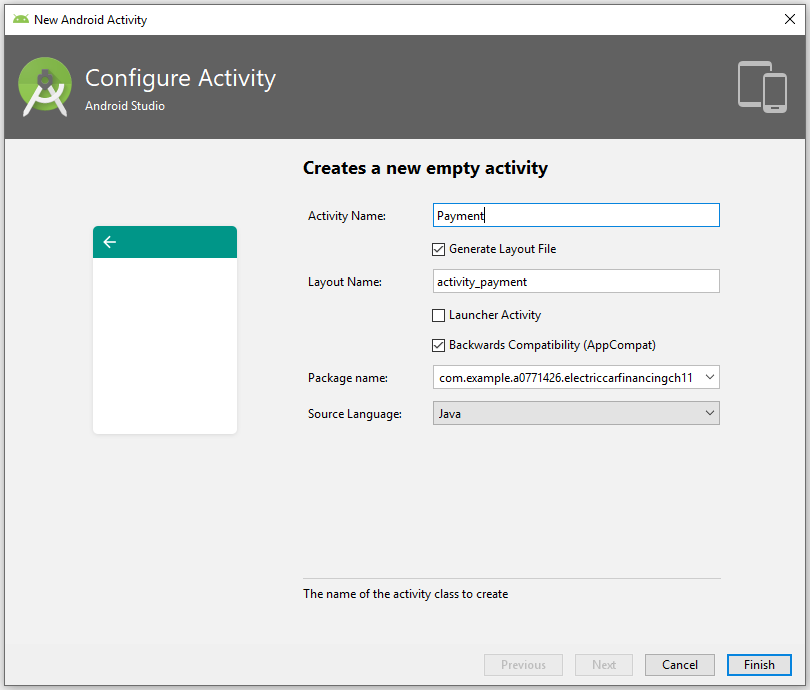 New Android Activity
Configure Activity
Android Studio
Creates a new empty activity
Activity Name:
Payment
Generate Layout File
Layout Name:
activity_payment
Launcher Activity
Backwards Compatibility (AppCompat)
Package name:
com.example.a0771426.electriccarfinancingch11
Source Language:
Java
The name of the activity class to create
Previous
Next
Cancel
Finish